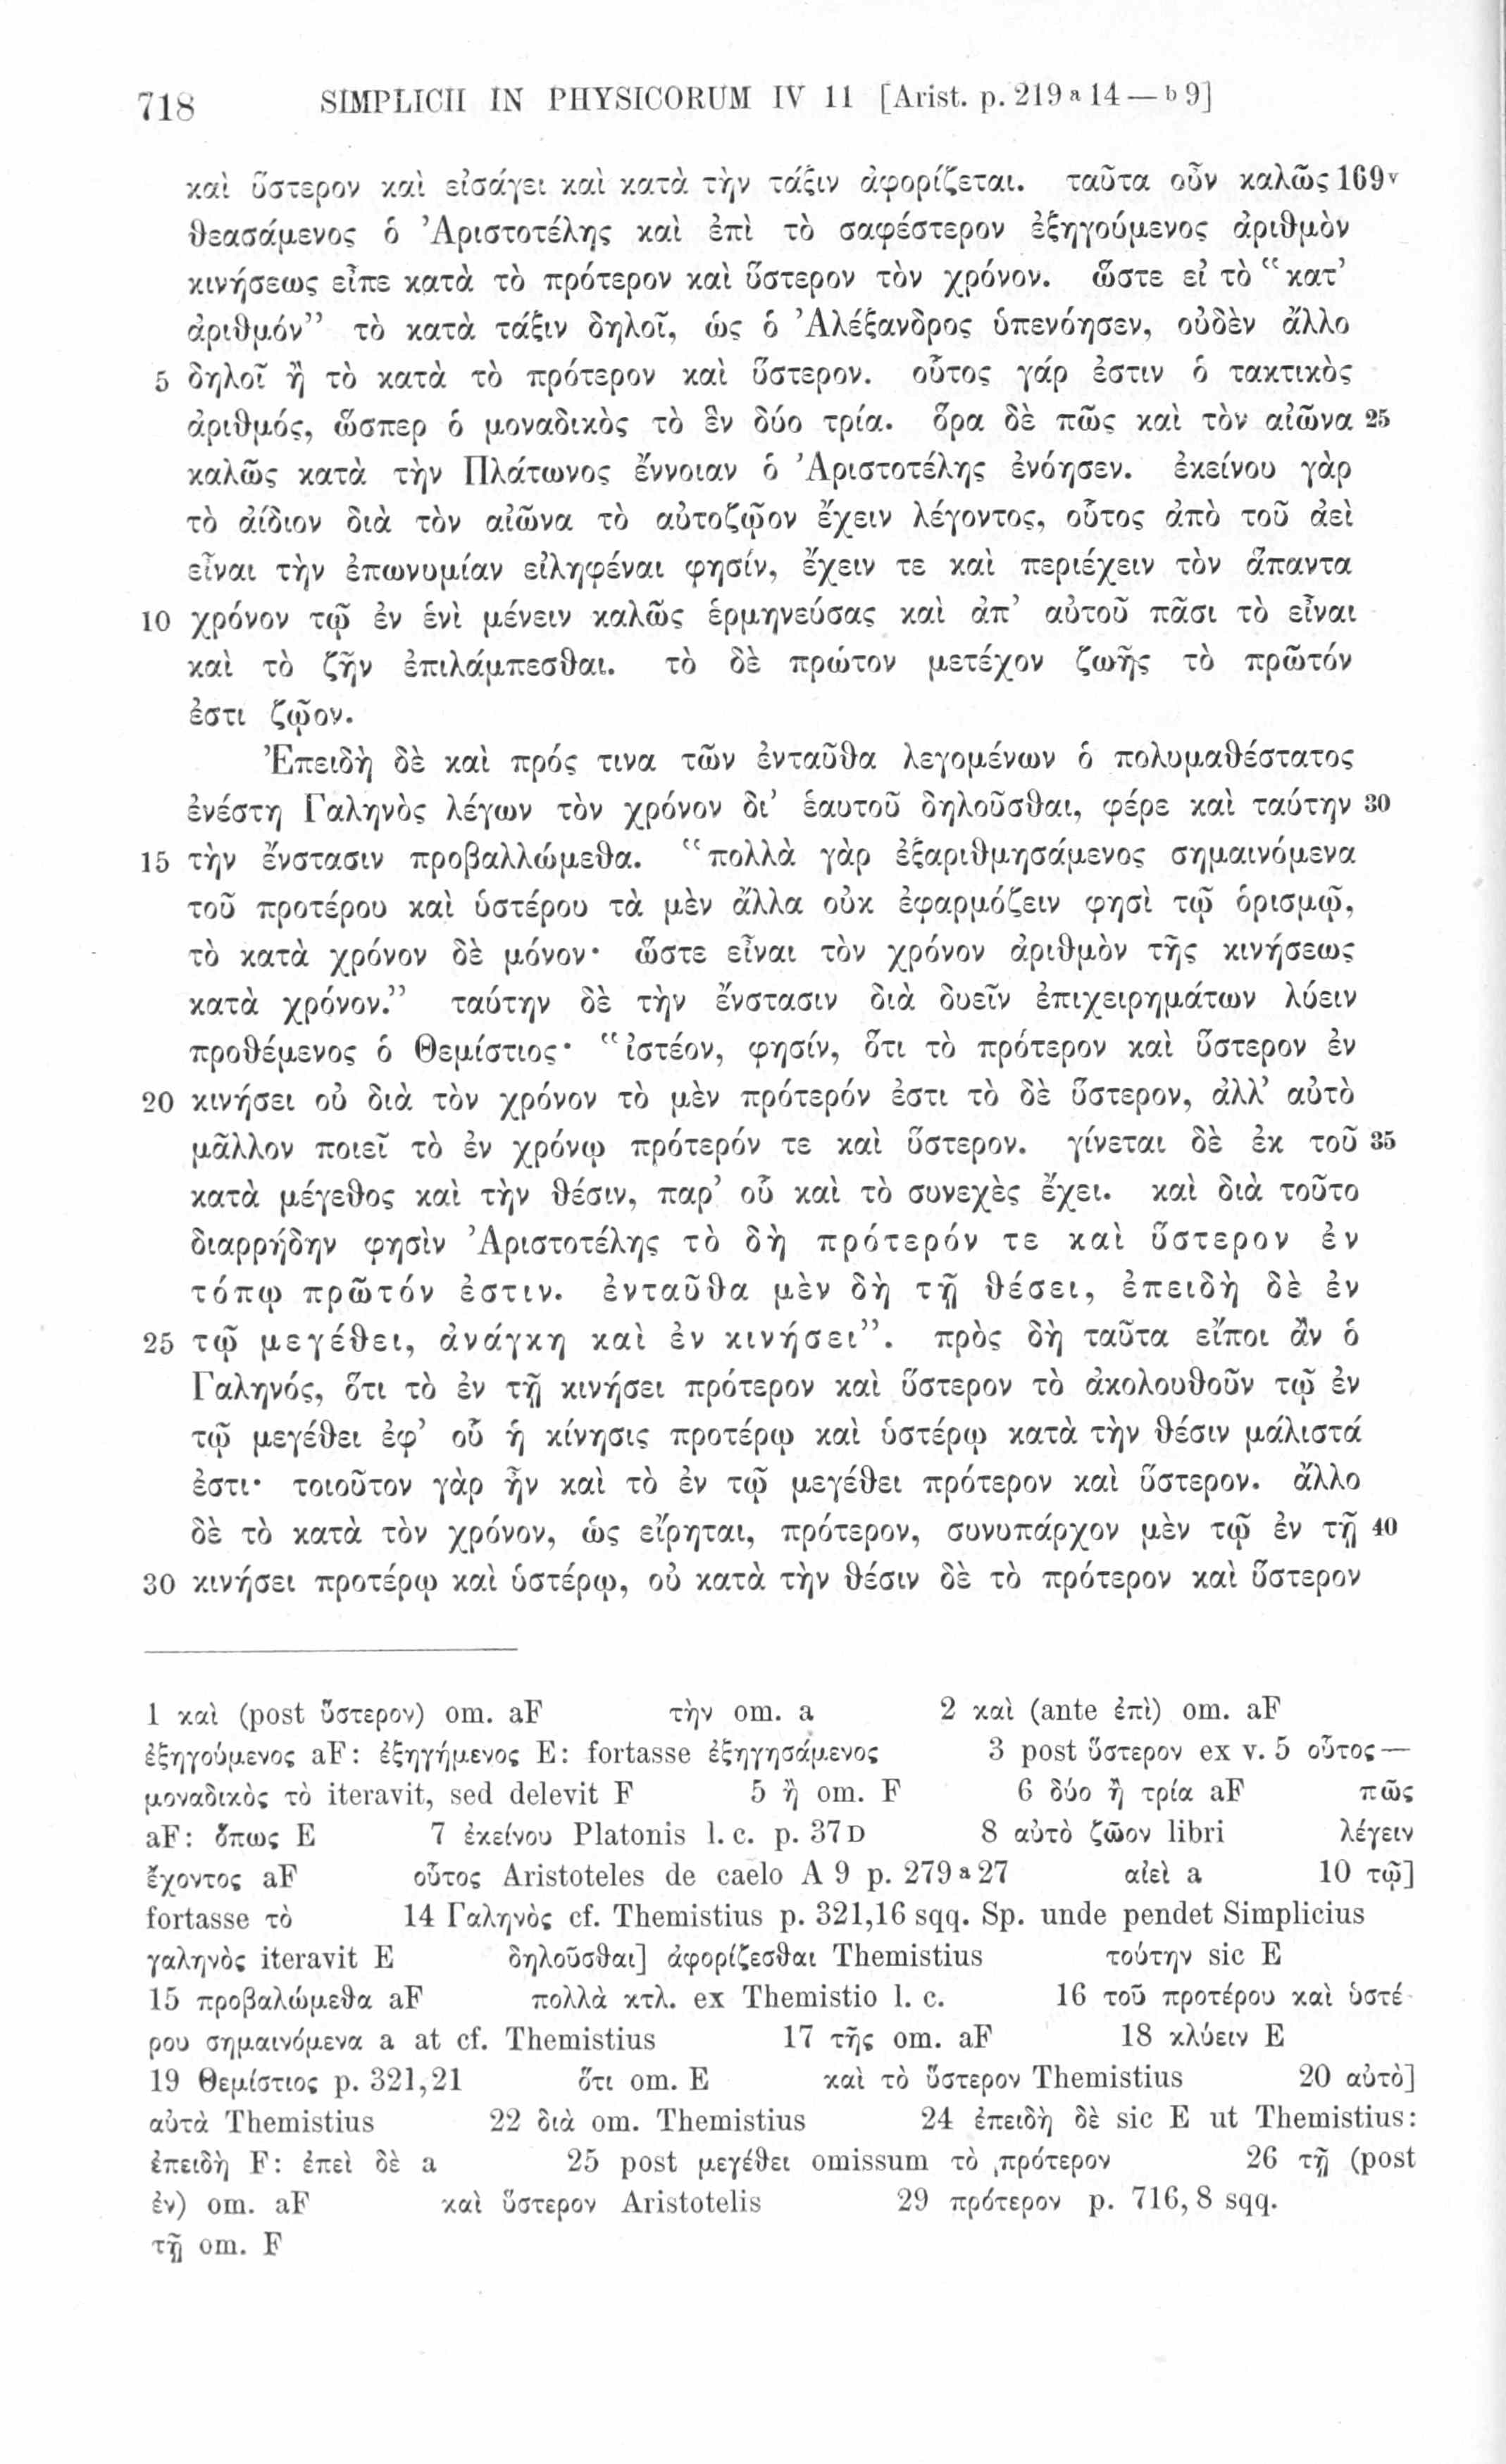 718 SIMPLICII IN PHYSICORUM IV 11 [Arist. p. 219 a 14 — b 9]
καὶ ὕστερον καὶ εἰσάγει καὶ κατὰ τὴν τάξιν ἀφορίζεται. ταῦτα οὖν καλῶς 169v
θεασάμενος ὁ Ἀριστοτέλης καὶ ἐπὶ τὸ σαφέστερον ἐξηγούμενος ἀριθμὸν
κινήσεως εἶπε κατὰ τὸ πρότερον καὶ ὕστερον τὸν χρόνον. ὥστε εἰ τὸ “κατ’
ἀριθμόν” τὸ κατὰ τάξιν δηλοῖ, ὡς ὁ Ἀλέξανδρος ὑπενόησεν, οὐδὲν ἄλλο
5 δηλοῖ ἢ τὸ κατὰ τὸ πρότερον καὶ ὕστερον. οὗτος γάρ ἐστιν ὁ τακτικὸς
ἀριθμός, ὥσπερ ὁ μοναδικὸς τὸ ἓν δύο τρία. ὅρα δὲ πῶς καὶ τὸν αἰῶνα 25
καλῶς κατὰ τὴν Πλάτωνος ἔννοιαν ὁ Ἀριστοτέλης ἐνόησεν. ἐκείνου γὰρ
τὸ ἀίδιον διὰ τὸν αἰῶνα τὸ αὐτοζῷον ἔχειν λέγοντος, οὗτος ἀπὸ τοῦ ἀεὶ
εἶναι τὴν ἐπωνυμίαν εἰληφέναι φησίν, ἔχειν τε καὶ περιέχειν τὸν ἅπαντα
10 χρόνον τῷ ἐν ἑνὶ μένειν καλῶς ἑρμηνεύσας καὶ ἀπ’ αὐτοῦ πᾶσι τὸ εἶναι
καὶ τὸ ζῆν ἐπιλάμπεσθαι. τὸ δὲ πρώτον μετέχον ζωῆς τὸ πρῶτόν
ἐστι ζῷον.
Ἐπειδὴ δὲ καὶ πρός τινα τῶν ἐνταῦθα λεγομένων ὁ πολυμαθέστατος
ἐνέστη Γαληνὸς λέγων τὸν χρόνον δι’ ἑαυτοῦ δηλοῦσθαι, φέρε καὶ ταύτην 30
15 τὴν ἔνστασιν προβαλλώμεθα. “πολλὰ γὰρ ἐξαριθμησάμενος σημαινόμενα
τοῦ προτέρου καὶ ὑστέρου τὰ μὲν ἄλλα οὐκ ἐφαρμόζειν φησὶ τῷ ὁρισμῷ,
τὸ κατὰ χρόνον δὲ μόνον· ὥστε εἶναι τὸν χρόνον ἀριθμὸν τῆς κινήσεως
κατὰ χρόνον.” ταύτην δὲ τὴν ἔνστασιν διὰ δυεῖν ἐπιχειρημάτων λύειν
προθέμενος ὁ Θεμίστιος· “ἰστέον, φησίν, ὅτι τὸ πρότερον καὶ ὕστερον ἐν
20 κινήσει οὐ διὰ τὸν χρόνον τὸ μὲν πρότερόν ἐστι τὸ δὲ ὕστερον, ἀλλ’ αὐτὸ
μᾶλλον ποιεῖ τὸ ἐν χρόνῳ πρότερόν τε καὶ ὕστερον. γίνεται δὲ ἐκ τοῦ 35
κατὰ μέγεθος καὶ τὴν θέσιν, παρ’ οὗ καὶ τὸ συνεχὲς ἔχει. καὶ διὰ τοῦτο
διαρρήδην φησὶν Ἀριστοτέλης τὸ δὴ πρότερόν τε καὶ ὕστερον ἐν
τόπῳ πρῶτόν ἐστιν. ἐνταῦθα μὲν δὴ τῇ θέσει, ἐπειδὴ δὲ ἐν
25 τῷ μεγέθει, ἀνάγκη καὶ ἐν κινήσει”. πρὸς δὴ ταῦτα εἴποι ἂν ὁ
Γαληνός, ὅτι τὸ ἐν τῇ κινήσει πρότερον καὶ ὕστερον τὸ ἀκολουθοῦν τῷ ἐν
τῷ μεγέθει ἐφ’ οὗ ἡ κίνησις προτέρῳ καὶ ὑστέρῳ κατὰ τὴν θέσιν μάλιστά
ἐστι· τοιοῦτον γὰρ ἦν καὶ τὸ ἐν τῷ μεγέθει πρότερον καὶ ὕστερον. ἄλλο
δὲ τὸ κατὰ τὸν χρόνον, ὡς εἴρηται, πρότερον, συνυπάρχον μὲν τῷ ἐν τῇ 40
30 κινήσει προτέρῳ καὶ ὑστέρῳ, οὐ κατὰ τὴν θέσιν δὲ τὸ πρότερον καὶ ὕστερον
1 καὶ (post ὕστερον) om. aF τὴν om. a 2 καὶ (ante ἐπὶ) om. aF
ἐξηγούμενος aF: ἐξηγήμενος E: fortasse ἐξηγησάμενος 3 post ὕστερον ex v. 5 οὗτος —
μοναδικὸς τὸ iteravit, sed delevit F 5 ἢ om. F 6 δύο ἢ τρία aF πῶς
aF: ὅπως E 7 ἐκείνου Platonis l. c. p. 37D 8 αὐτὸ ζῶον libri λέγειν
ἔχοντος aF οὗτος Aristoteles de caelo A 9 p. 279 a 27 αἰεὶ a 10 τῷ]
fortasse τὸ 14 Γαληνὸς cf. Themistius p. 321,16 sqq. Sp. unde pendet Simplicius
γαληνὸς iteravit E δηλοῦσθαι] ἀφορίζεσθαι Themistius τούτην sic E
15 προβαλώμεθα aF πολλὰ κτλ. ex Themistio l. c. 16 τοῦ προτέρου καὶ ὑστέ-
ρου σημαινόμενα a at cf. Themistius 17 τῆς om. aF 18 κλύειν E
19 Θεμίστιος p. 321,21 ὅτι om. E καὶ τὸ ὕστερον Themistius 20 αὐτὸ]
αὐτὰ Themistius 22 διὰ om. Themistius 24 ἐπειδὴ δὲ sic E ut Themistius:
ἐπειδὴ F: ἐπεὶ δὲ a 25 post μεγέθει omissum τὸ πρότερον 26 τῇ (post
ἐν) om. aF καὶ ὕστερον Aristotelis 29 πρότερον p. 716, 8 sqq.
τῇ om. F